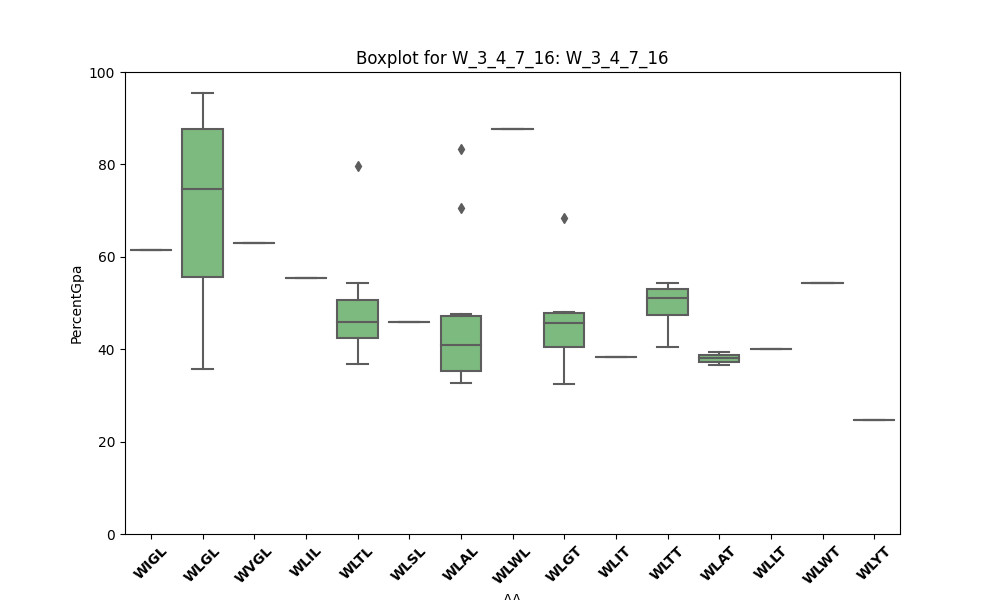 Boxplot for W_3_4_7_16: W_3_4_7_16
100
80
60
40
20
0
PercentGpa
WIGL
WLGL
WVGL
WLIL
WLTL
WLSL
WLAL
WLWL
WLGT
WLIT
WLTT
WLAT
WLLT
WLWT
WLYT
AA